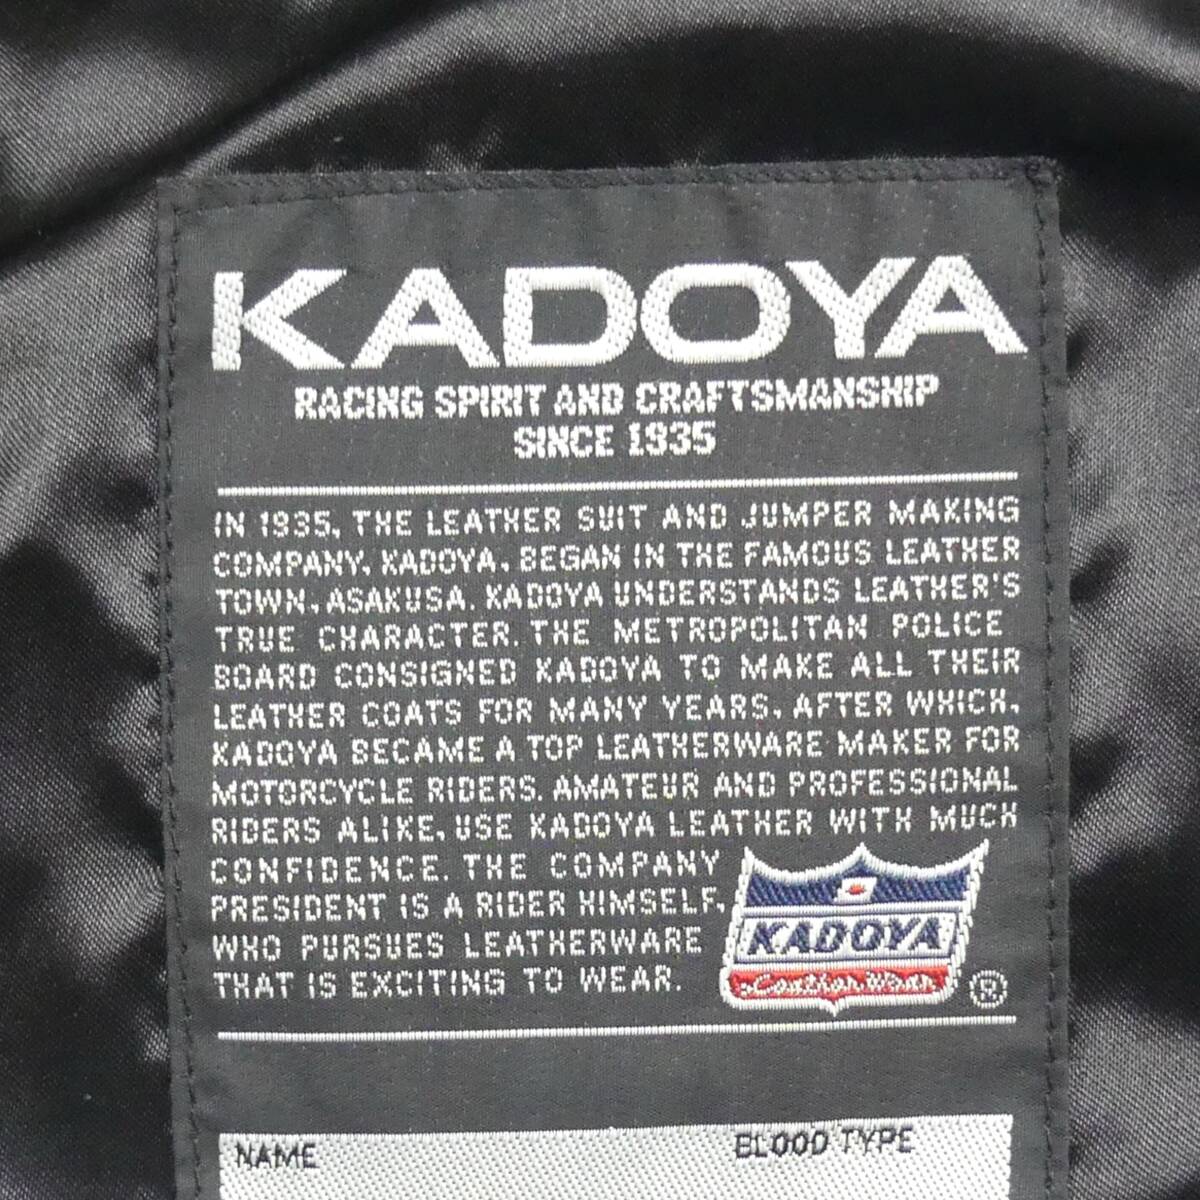 KADOYA
RACING SPIRIT AND CRAFTSMANSHIP
SINCE 1935
IN 1935, THE LEATHER SUIT AND JUMPER MAKING
COMPANY, KADOYA, BEGAN IN THE FAMOUS LEATHER
TOWN, ASAKUSA. KADOYA UNDERSTANDS LEATHER'S
TRUE CHARACTER. THE METROPOLITAN POLICE
BOARD CONSIGNED KADOYA TO MAKE ALL THEIR
LEATHER COATS FOR MANY YEARS, AFTER WHICH,
KADOYA BECAME A TOP LEATHERWARE MAKER FOR
MOTORCYCLE RIDERS. AMATEUR AND PROFESSIONAL
RIDERS ALIKE, USE KADOYA LEATHER WITH MUCH
CONFIDENCE. THE COMPANY
PRESIDENT IS A RIDER HIMSELF,
WHO PURSUES LEATHERWARE
THAT IS EXCITING TO WEAR.
KADOYA
®
NAME
BLOOD TYPE